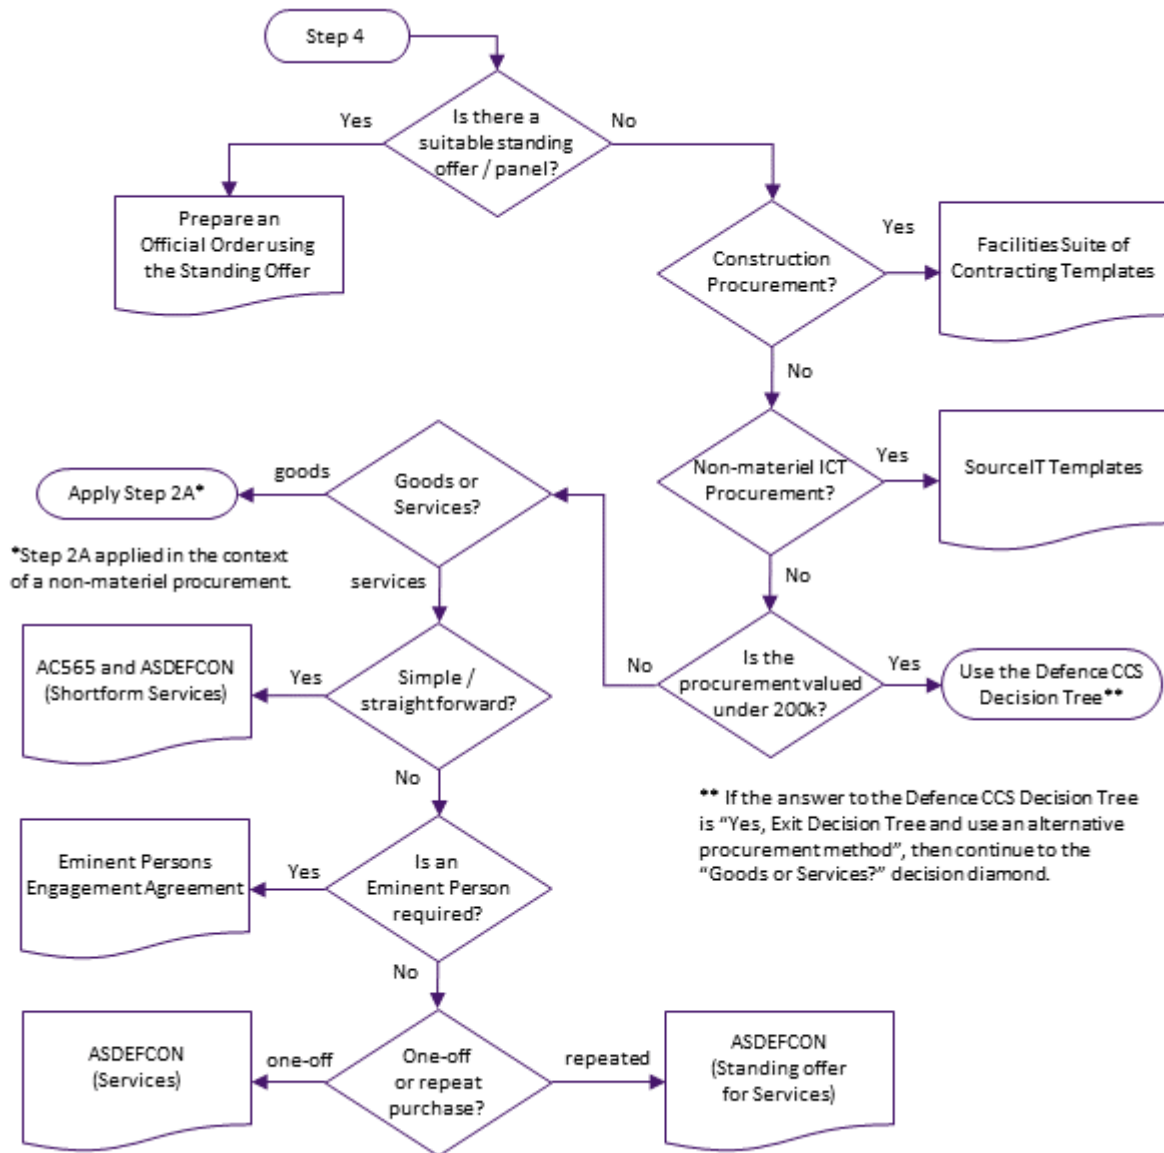 Step 4
Is there a
suitable standing
offer / panel?
Yes
No
Prepare an
Official Order using
the Standing Offer
Construction
Procurement?
Yes
Facilities Suite of
Contracting Templates
No
Non-materiel ICT
Procurement?
Yes
SourceIT Templates
No
Is the
procurement valued
under 200k?
Yes
Use the Defence CCS
Decision Tree**
No
** If the answer to the Defence CCS Decision Tree
is “Yes, Exit Decision Tree and use an alternative
procurement method”, then continue to the
“Goods or Services?” decision diamond.
Goods or
Services?
goods
Apply Step 2A*
*Step 2A applied in the context
of a non-materiel procurement.
services
Simple /
straightforward?
Yes
AC565 and ASDEFCON
(Shortform Services)
No
Is an
Eminent Person
required?
Yes
Eminent Persons
Engagement Agreement
No
One-off
or repeat
purchase?
one-off
ASDEFCON
(Services)
repeated
ASDEFCON
(Standing offer
for Services)